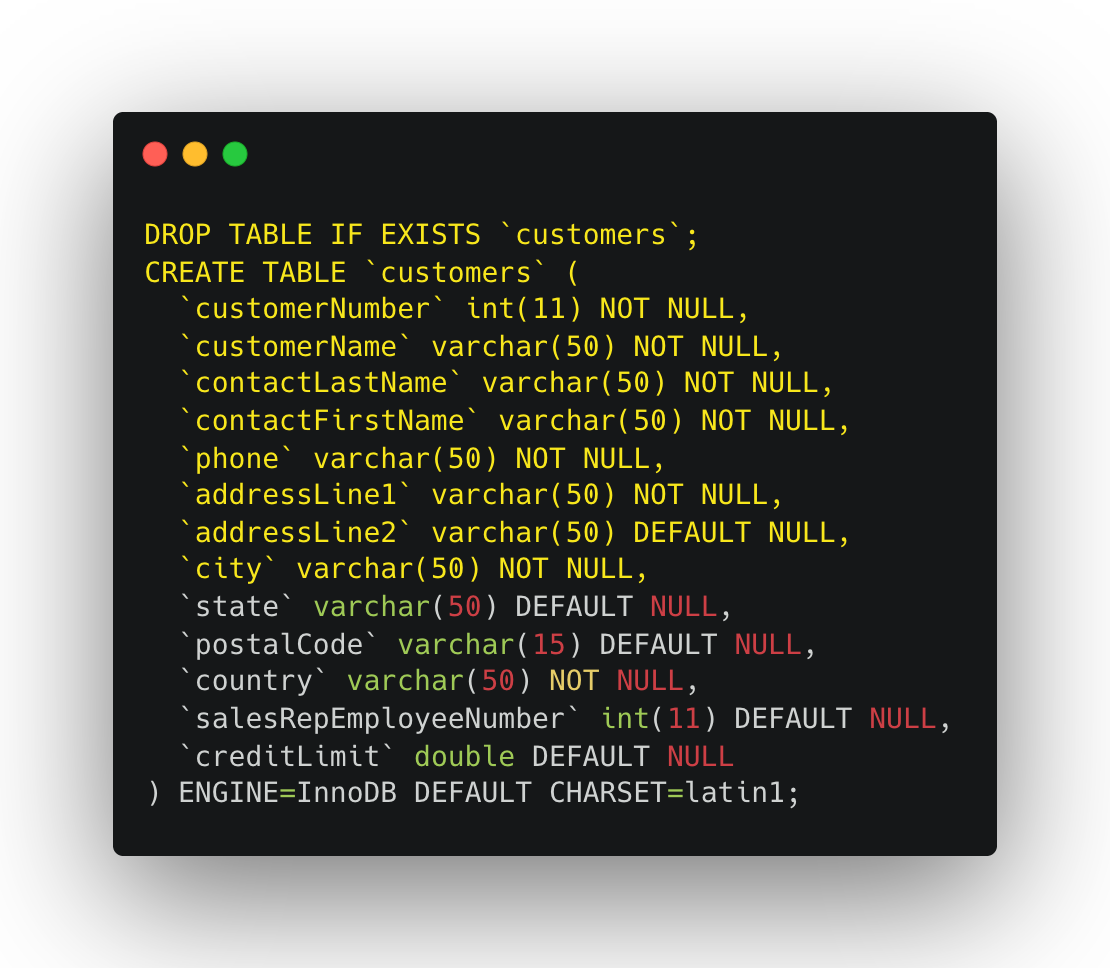 DROP TABLE IF EXISTS `customers`;
CREATE TABLE `customers` (
  `customerNumber` int(11) NOT NULL,
  `customerName` varchar(50) NOT NULL,
  `contactLastName` varchar(50) NOT NULL,
  `contactFirstName` varchar(50) NOT NULL,
  `phone` varchar(50) NOT NULL,
  `addressLine1` varchar(50) NOT NULL,
  `addressLine2` varchar(50) DEFAULT NULL,
  `city` varchar(50) NOT NULL,
  `state` varchar(50) DEFAULT NULL,
  `postalCode` varchar(15) DEFAULT NULL,
  `country` varchar(50) NOT NULL,
  `salesRepEmployeeNumber` int(11) DEFAULT NULL,
  `creditLimit` double DEFAULT NULL
) ENGINE=InnoDB DEFAULT CHARSET=latin1;